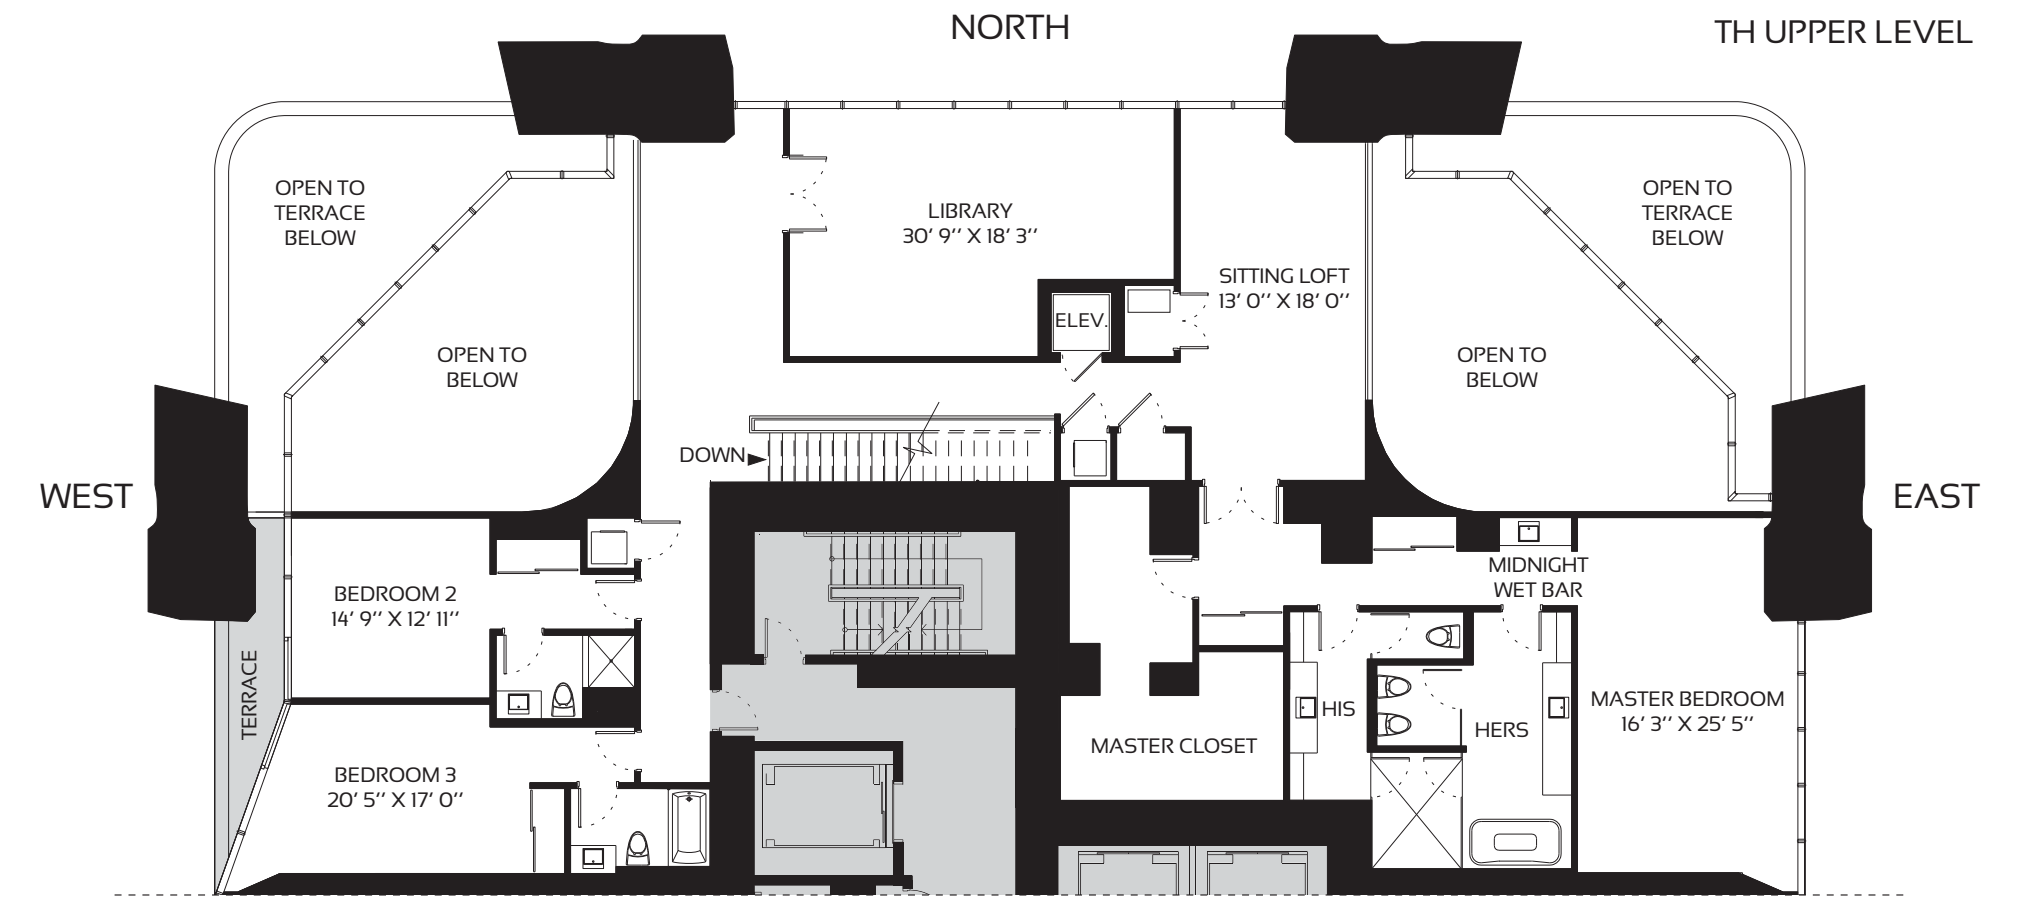 NORTH
TH UPPER LEVEL
OPEN TO
TERRACE
BELOW
LIBRARY
30' 9'' X 18' 3''
OPEN TO
TERRACE
BELOW
SITTING LOFT
13' 0'' X 18' 0''
ELEV.
OPEN TO
BELOW
OPEN TO
BELOW
DOWN
WEST
EAST
MIDNIGHT
WET BAR
BEDROOM 2
14' 9'' X 12' 11''
TERRACE
MASTER BEDROOM
16' 3'' X 25' 5''
HIS
HERS
MASTER CLOSET
BEDROOM 3
20' 5'' X 17' 0''